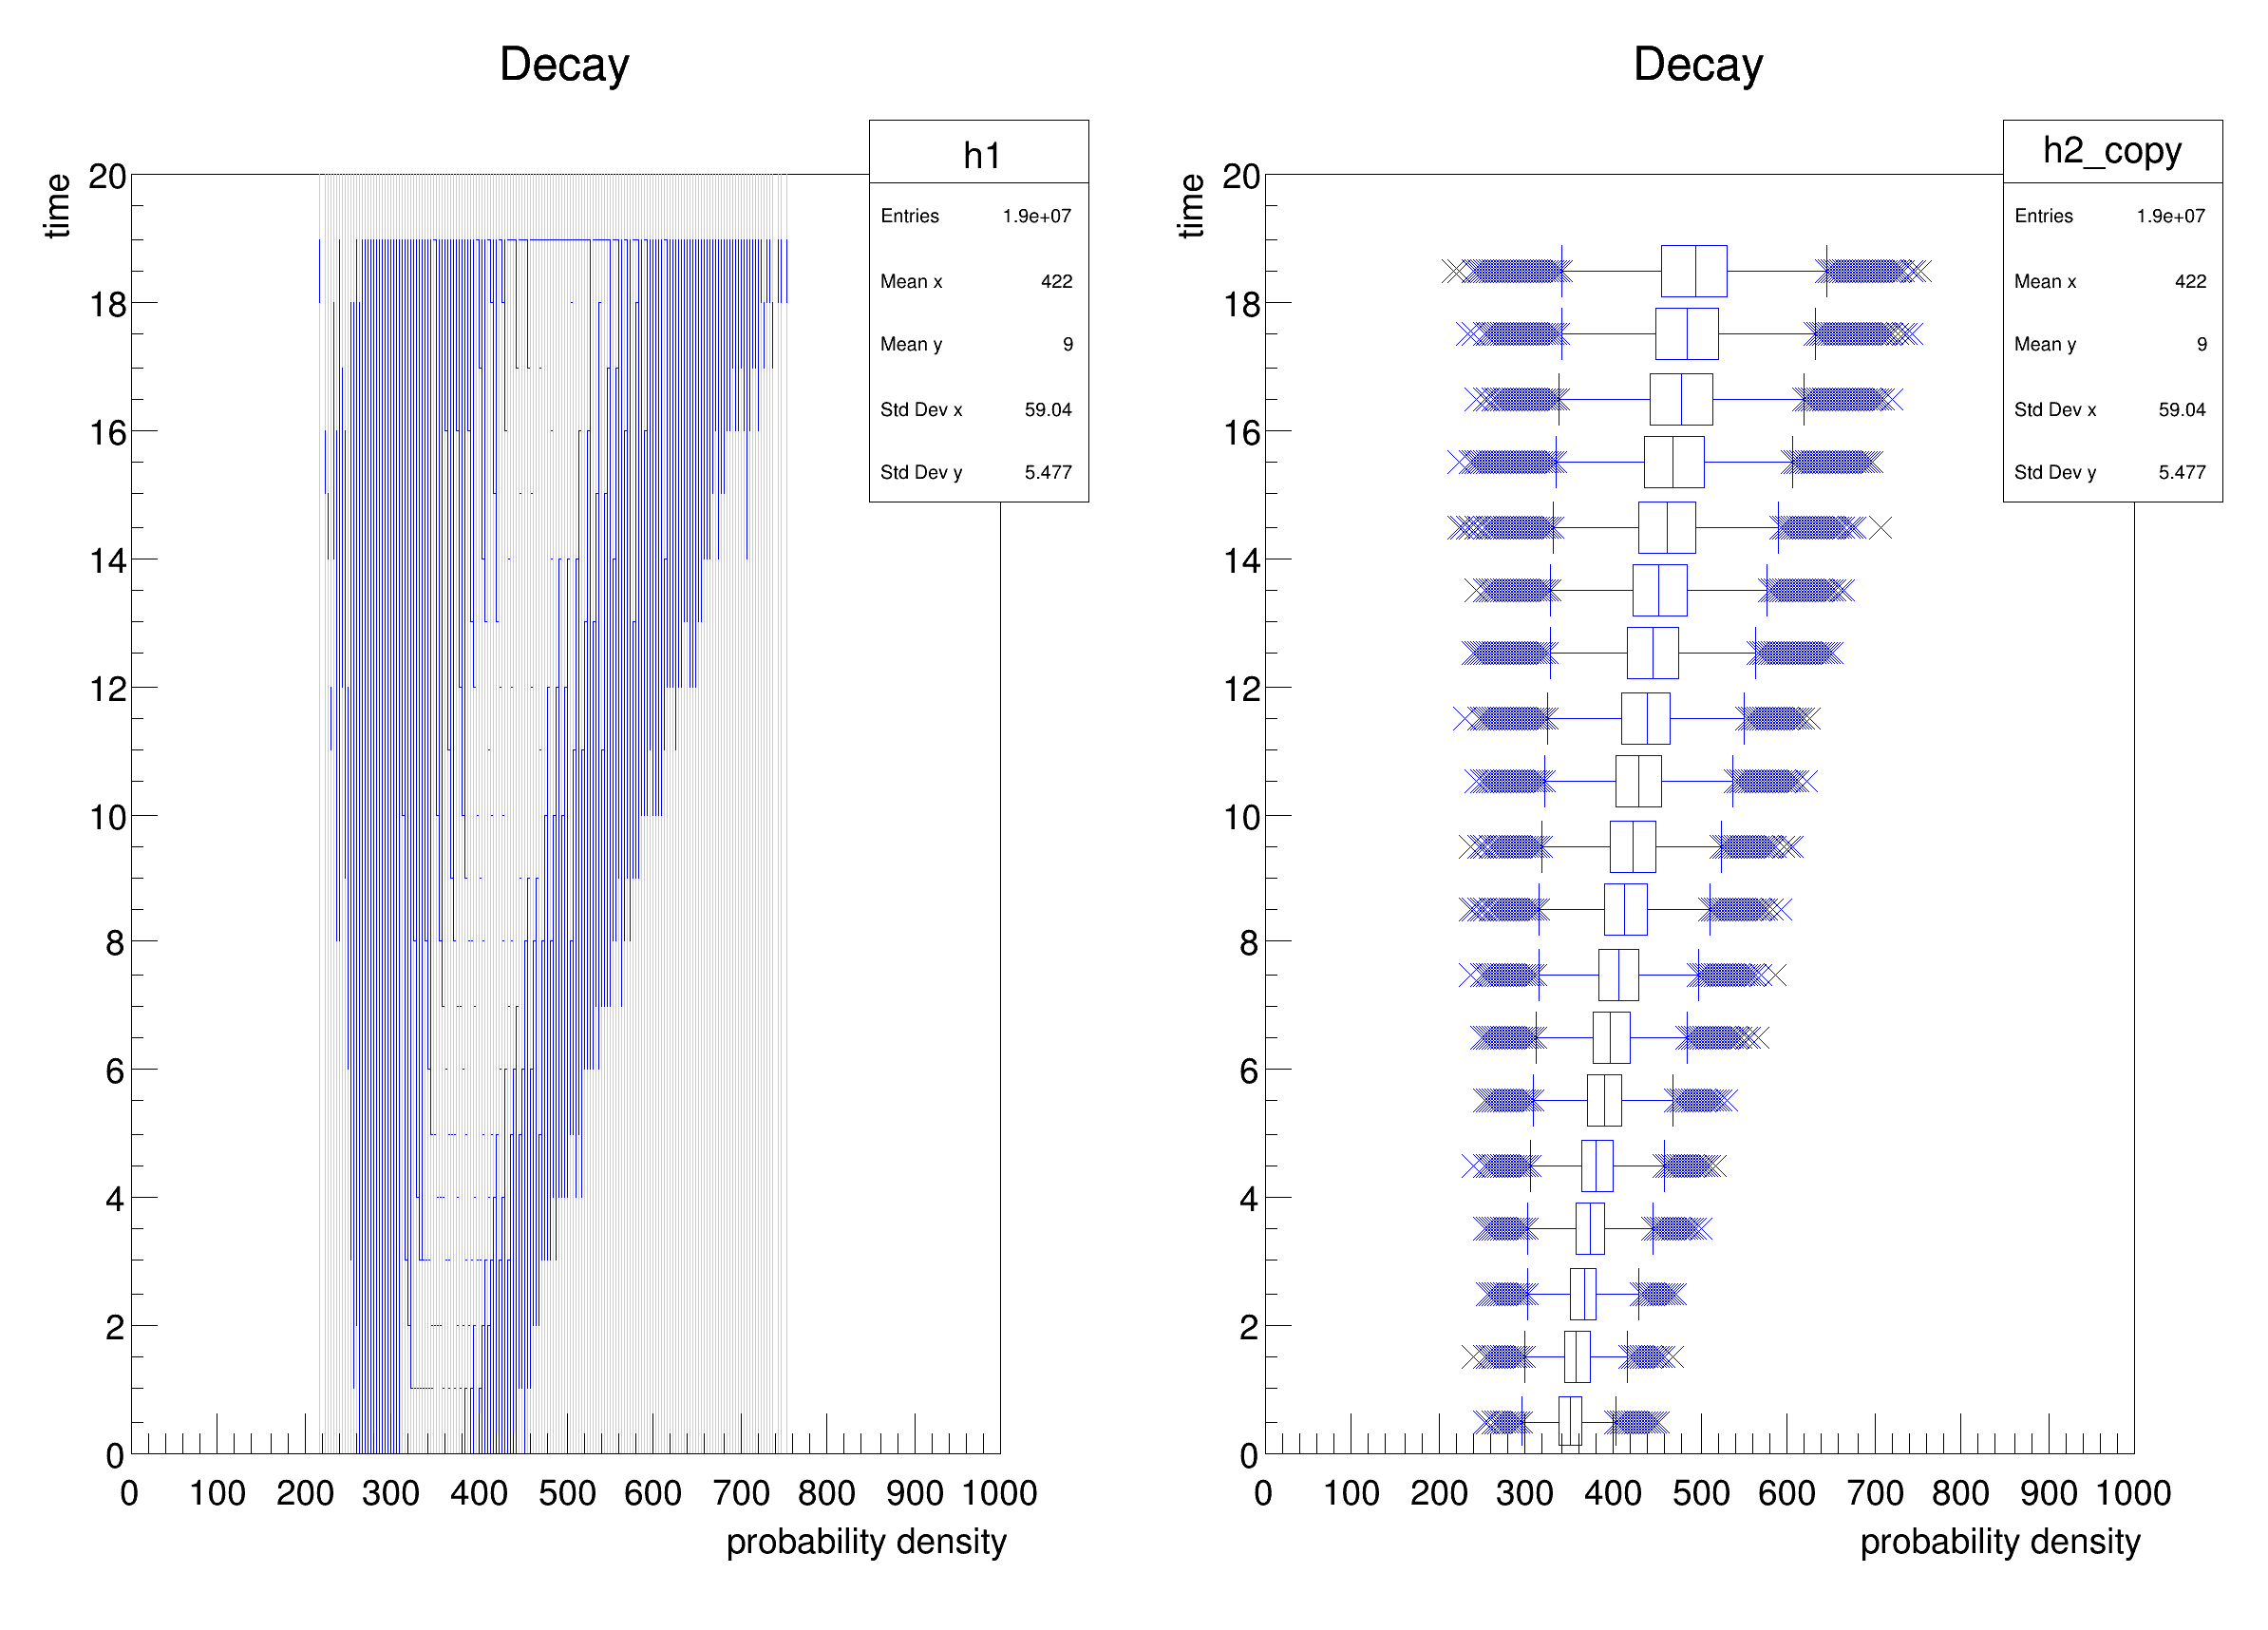 Decay
h1
Entries 1.9e+07
Mean x 422
Mean y 9
Std Dev x 59.04
Std Dev y 5.477
time
20
18
16
14
12
10
8
6
4
2
0
0 100 200 300 400 500 600 700 800 900 1000
probability density
Decay
h2_copy
Entries 1.9e+07
Mean x 422
Mean y 9
Std Dev x 59.04
Std Dev y 5.477
time
20
18
16
14
12
10
8
6
4
2
0
0 100 200 300 400 500 600 700 800 900 1000
probability density